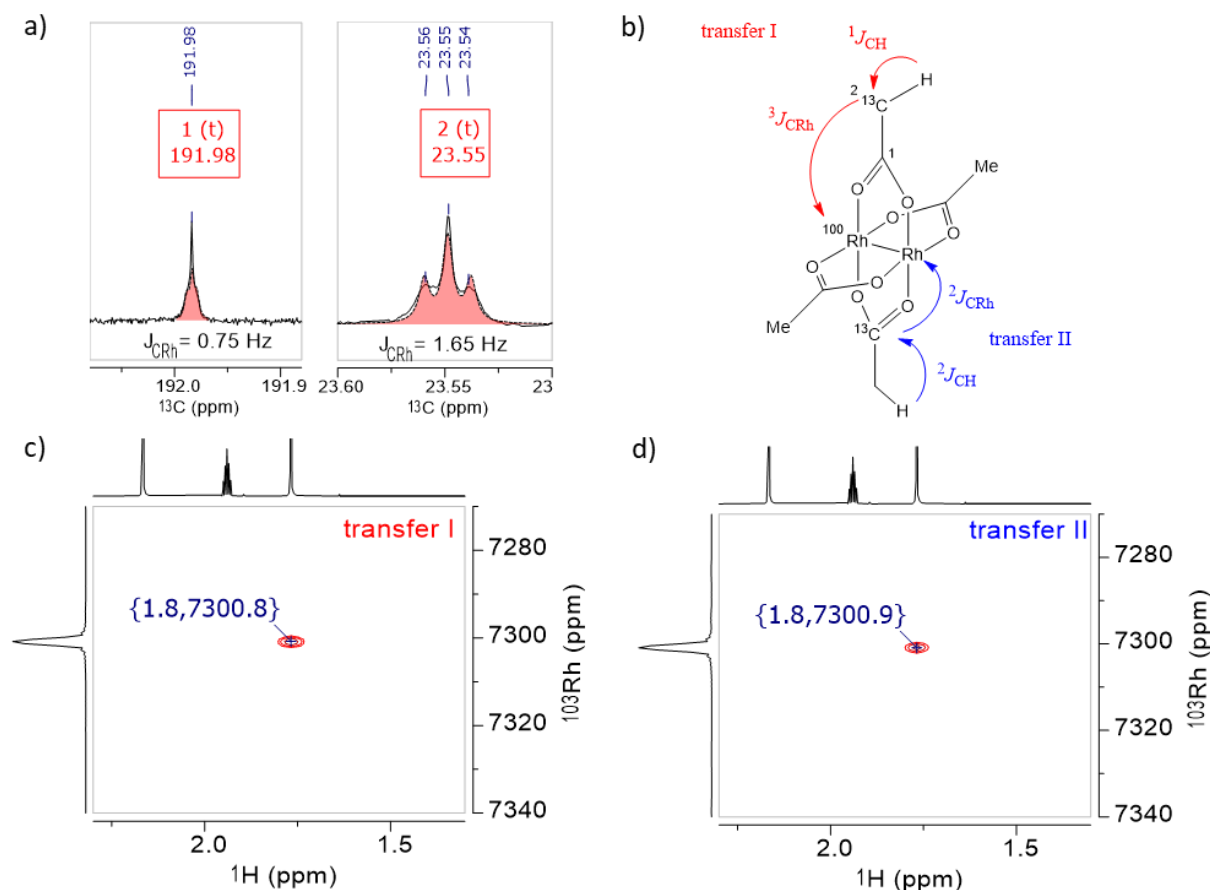 a)
191.98
1 (t)
191.98
J_CRh = 0.75 Hz
192.0 191.9
13C (ppm)
23.56
23.55
23.54
2 (t)
23.55
J_CRh = 1.65 Hz
23.60 23.55 23
13C (ppm)
b)
transfer I
1J_CH
H
2
13C
3J_CRh
1
O
O
Me
100
Rh
O
O
O
Rh
O
O
O
2J_CRh
Me
13C
transfer II
2J_CH
H
c)
transfer I
{1.8,7300.8}
7280
7300
7320
7340
103Rh (ppm)
2.0 1.5
1H (ppm)
d)
transfer II
{1.8,7300.9}
7280
7300
7320
7340
103Rh (ppm)
2.0 1.5
1H (ppm)